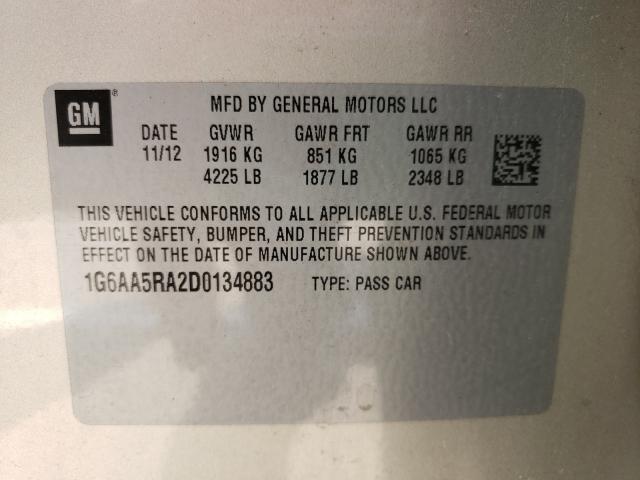 GM®
MFD BY GENERAL MOTORS LLC
DATE GVWR GAWR FRT GAWR RR
11/12 1916 KG 851 KG 1065 KG
4225 LB 1877 LB 2348 LB
THIS VEHICLE CONFORMS TO ALL APPLICABLE U.S. FEDERAL MOTOR
VEHICLE SAFETY, BUMPER, AND THEFT PREVENTION STANDARDS IN
EFFECT ON THE DATE OF MANUFACTURE SHOWN ABOVE.
1G6AA5RA2D0134883 TYPE: PASS CAR